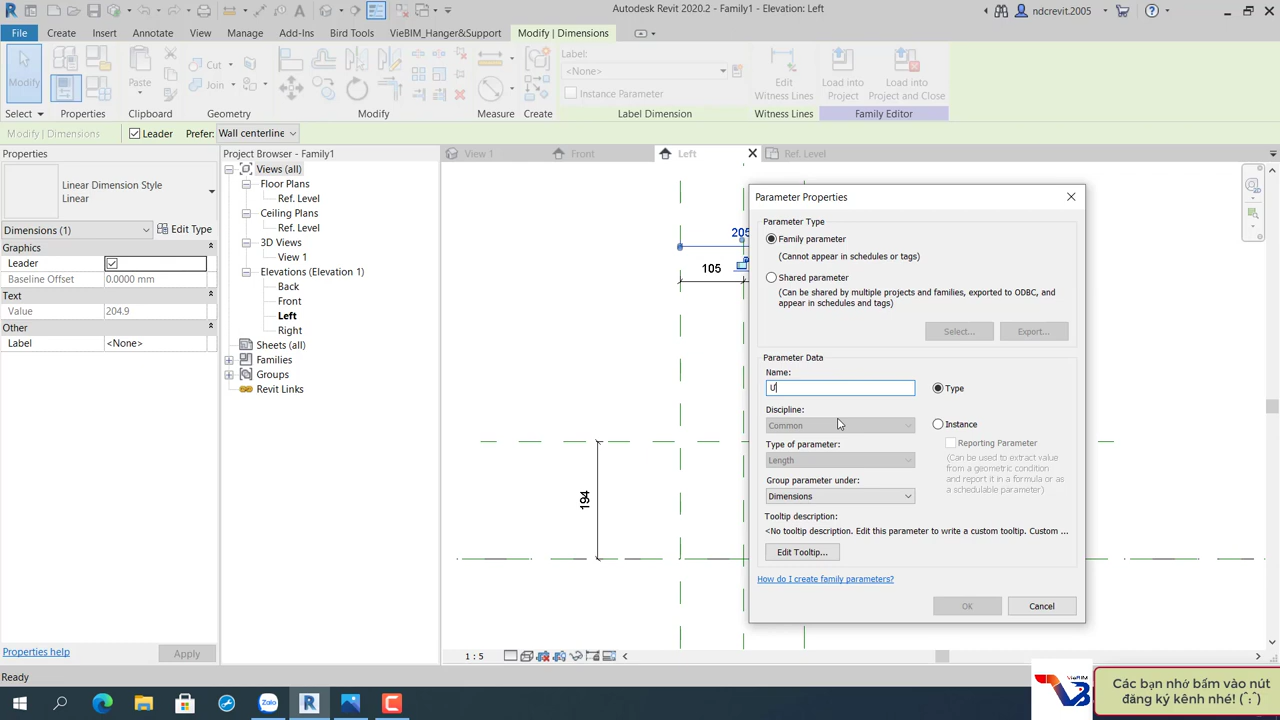 Autodesk Revit 2020.2 - Family1 - Elevation: Left
ndcrevit.2005
File Create Insert Annotate View Manage Add-Ins Bird Tools VieBIM_Hanger&Support Modify | Dimensions
Modify
Paste
Cut
Join
Label:
<None>
Instance Parameter
Edit
Witness Lines
Load into
Project
Load into
Project and Close
Select Properties Clipboard Geometry Modify Measure Create Label Dimension Witness Lines Family Editor
Modify | Dimensions Leader Prefer: Wall centerline
Properties
Linear Dimension Style
Linear
Dimensions (1) Edit Type
Graphics
Leader
Baseline Offset 0.0000 mm
Text
Value 204.9
Other
Label <None>
Properties help Apply
Project Browser - Family1
Views (all)
Floor Plans
Ref. Level
Ceiling Plans
Ref. Level
3D Views
View 1
Elevations (Elevation 1)
Back
Front
Left
Right
Sheets (all)
Families
Groups
Revit Links
View 1 Front Left Ref. Level
205
105
194
Parameter Properties
Parameter Type
Family parameter
(Cannot appear in schedules or tags)
Shared parameter
(Can be shared by multiple projects and families, exported to ODBC, and
appear in schedules and tags)
Select... Export...
Parameter Data
Name:
Ư
Type
Discipline:
Common
Instance
Type of parameter:
Length
Reporting Parameter
(Can be used to extract value
from a geometric condition
and report it in a formula or as
a schedulable parameter)
Group parameter under:
Dimensions
Tooltip description:
<No tooltip description. Edit this parameter to write a custom tooltip. Custom ...
Edit Tooltip...
How do I create family parameters?
OK Cancel
1 : 5
Ready
Zalo
R
C
VieBIM
Các bạn nhớ bấm vào nút
đăng ký kênh nhé! (¨)